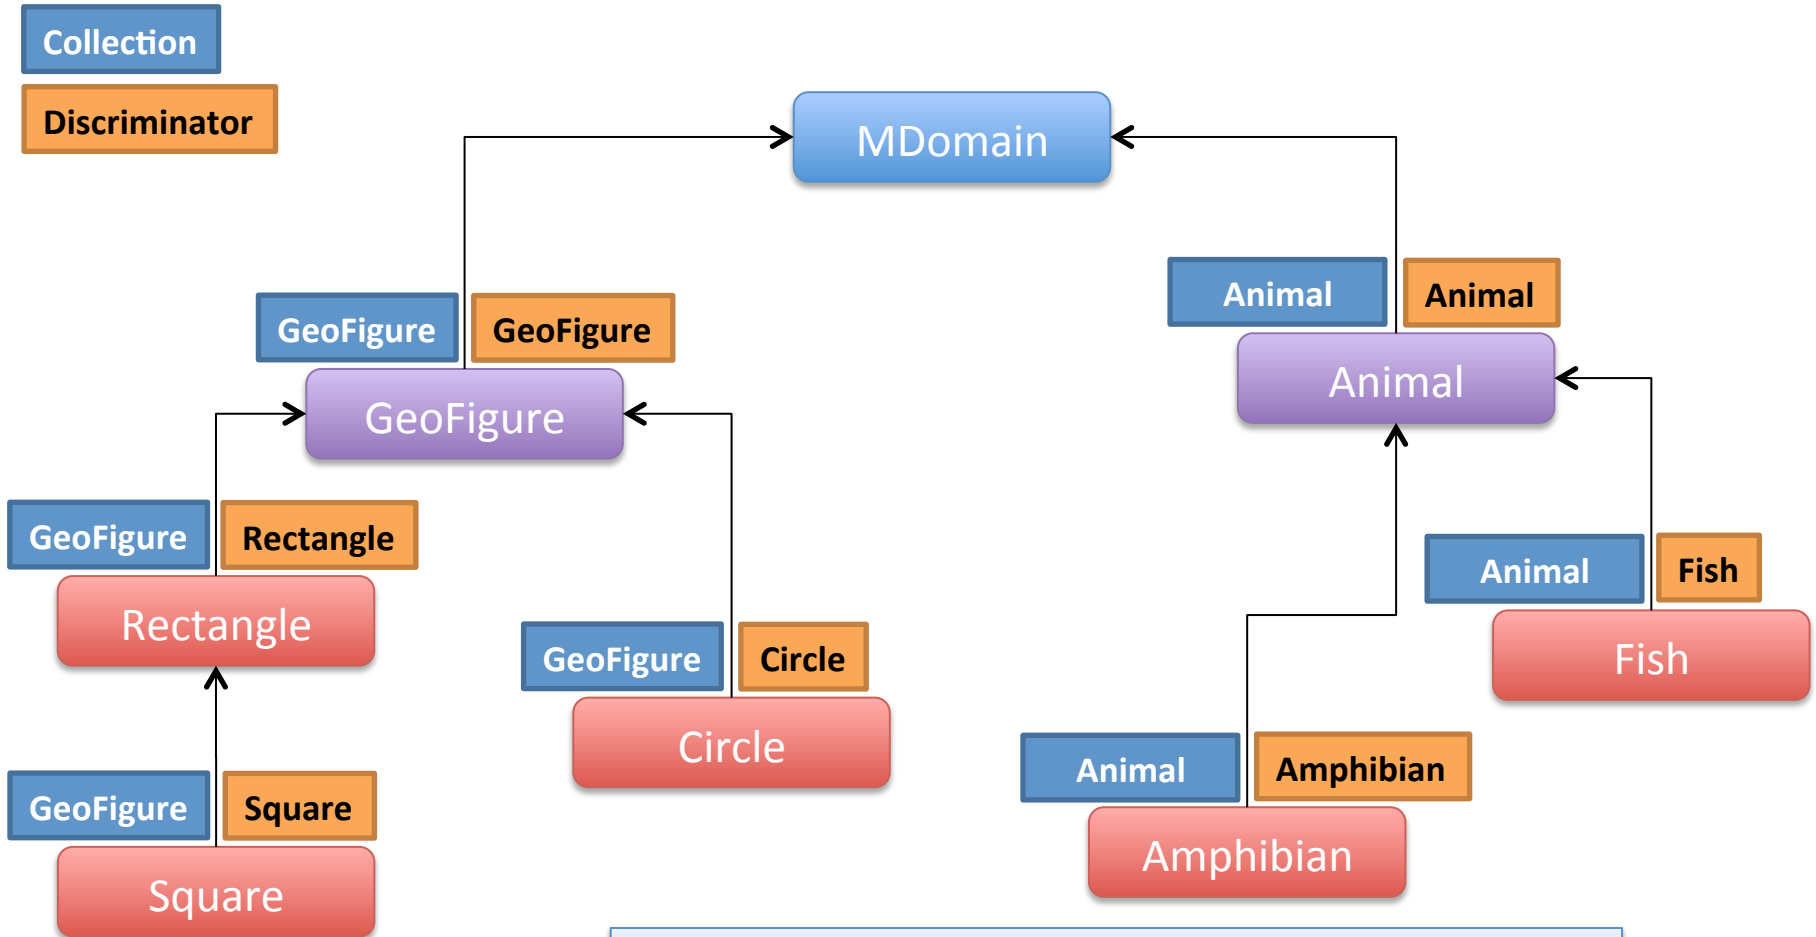 Collection
Discriminator
MDomain
GeoFigure
GeoFigure
GeoFigure
Animal
Animal
Animal
GeoFigure
Rectangle
Rectangle
GeoFigure
Circle
Circle
Animal
Fish
Fish
GeoFigure
Square
Square
Animal
Amphibian
Amphibian